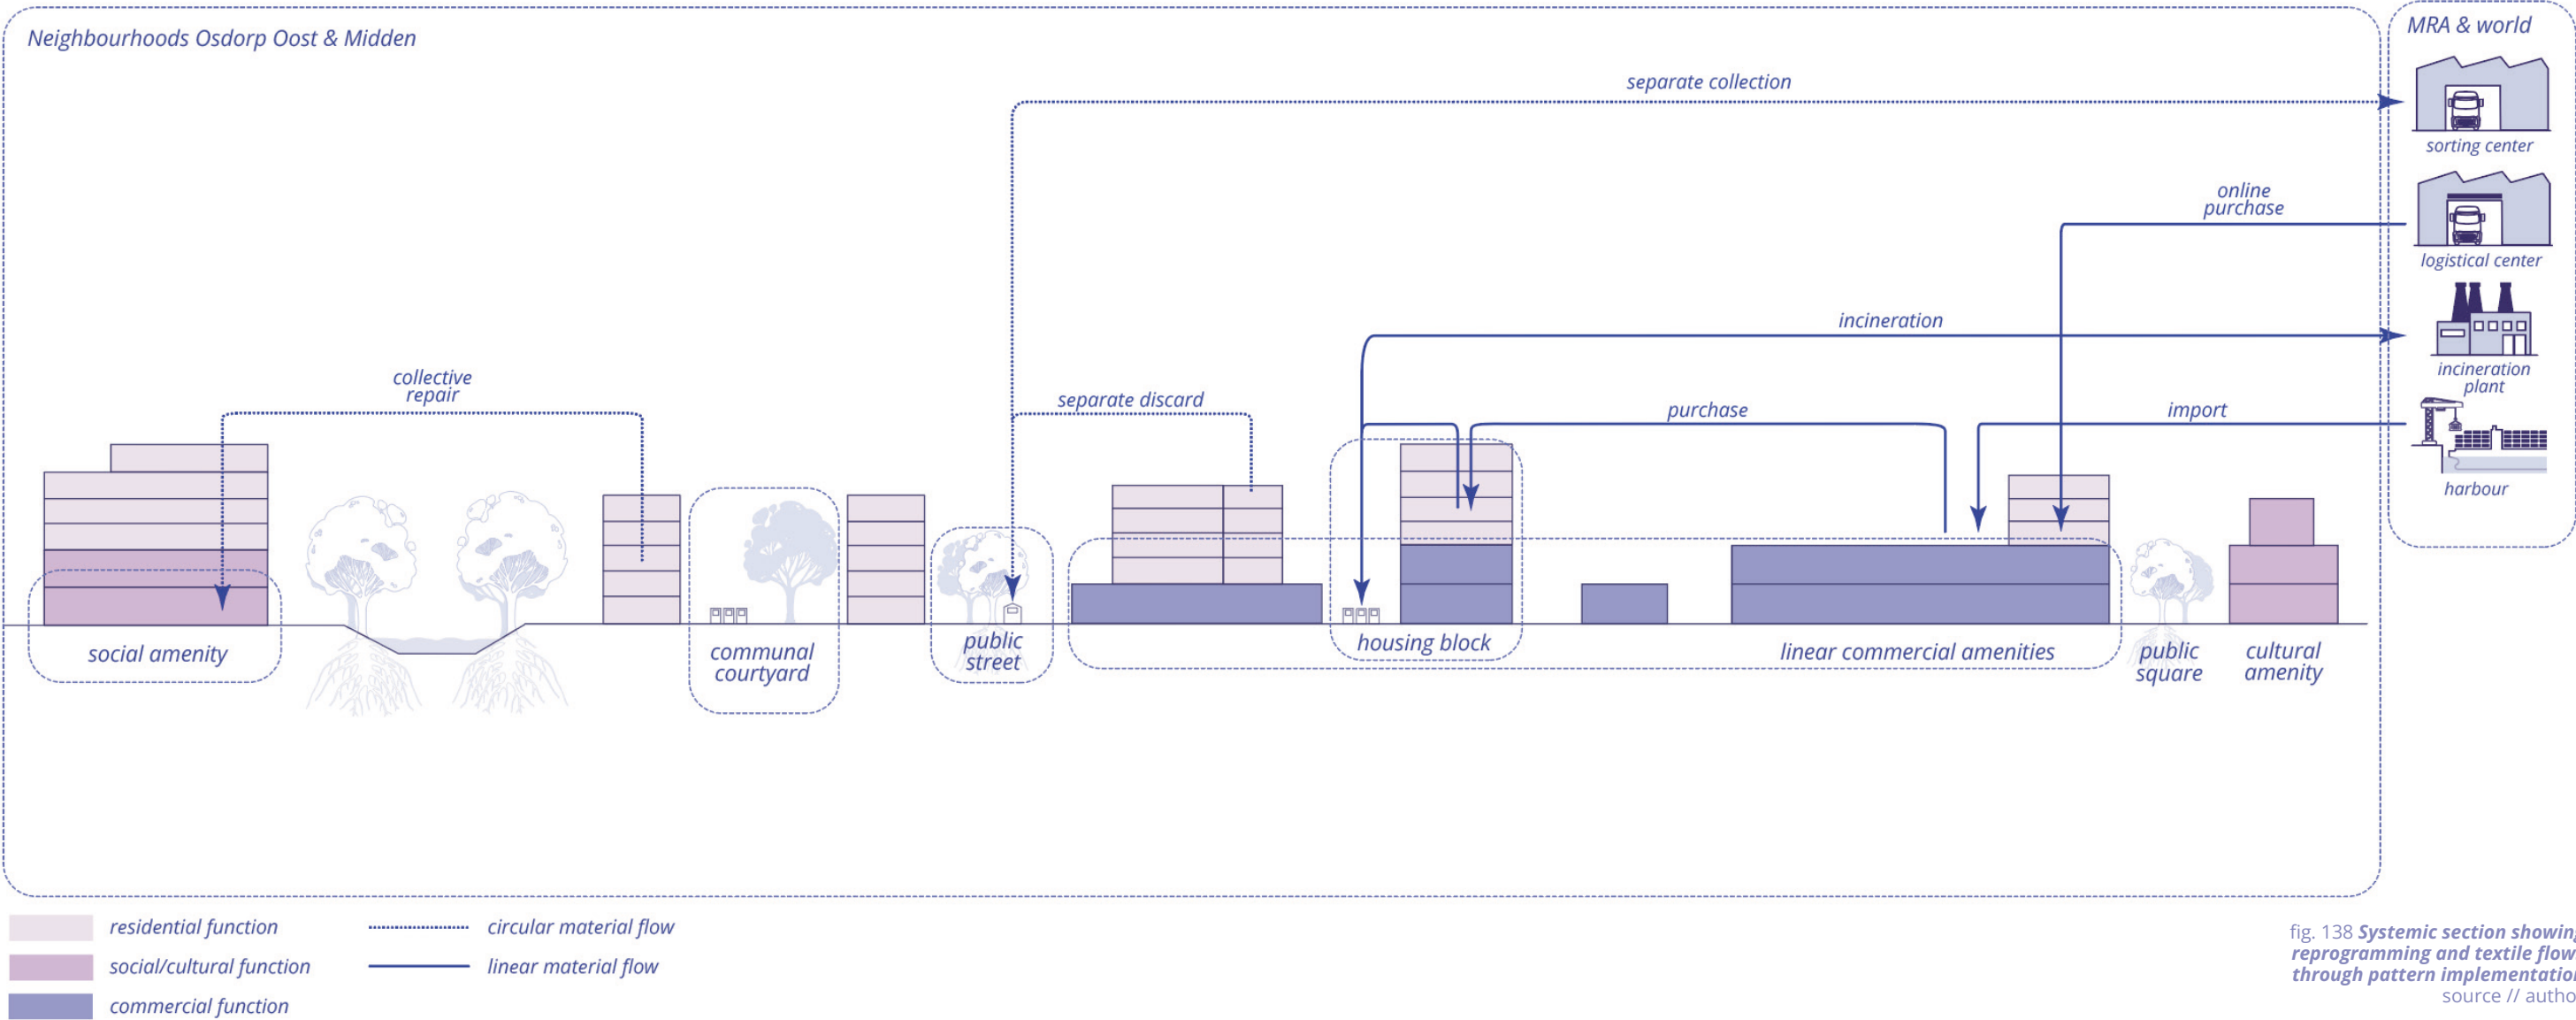 Neighbourhoods Osdorp Oost & Midden
MRA & world
separate collection
sorting center
online
purchase
logistical center
incineration
incineration
plant
collective
repair
separate discard
purchase
import
harbour
social amenity
communal
courtyard
public
street
housing block
linear commercial amenities
public
square
cultural
amenity
residential function
social/cultural function
commercial function
circular material flow
linear material flow
fig. 138 Systemic section showing
reprogramming and textile flow
through pattern implementation
source // autho